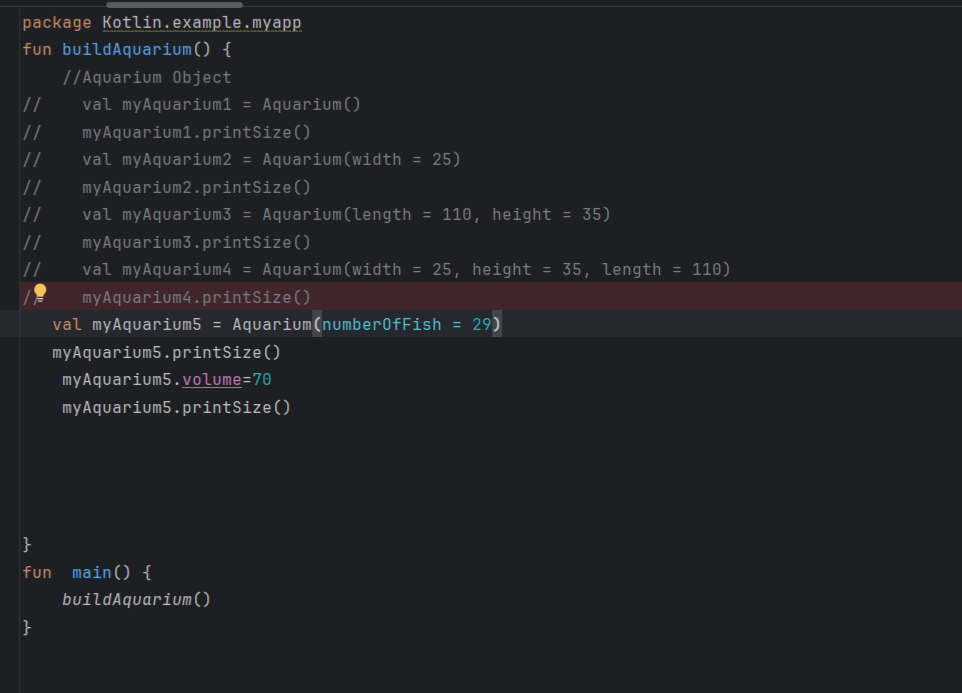 package Kotlin.example.myapp
fun buildAquarium() {
    //Aquarium Object
//    val myAquarium1 = Aquarium()
//    myAquarium1.printSize()
//    val myAquarium2 = Aquarium(width = 25)
//    myAquarium2.printSize()
//    val myAquarium3 = Aquarium(length = 110, height = 35)
//    myAquarium3.printSize()
//    val myAquarium4 = Aquarium(width = 25, height = 35, length = 110)
//    myAquarium4.printSize()
   val myAquarium5 = Aquarium(numberOfFish = 29)
   myAquarium5.printSize()
    myAquarium5.volume=70
    myAquarium5.printSize()
}
fun  main() {
    buildAquarium()
}